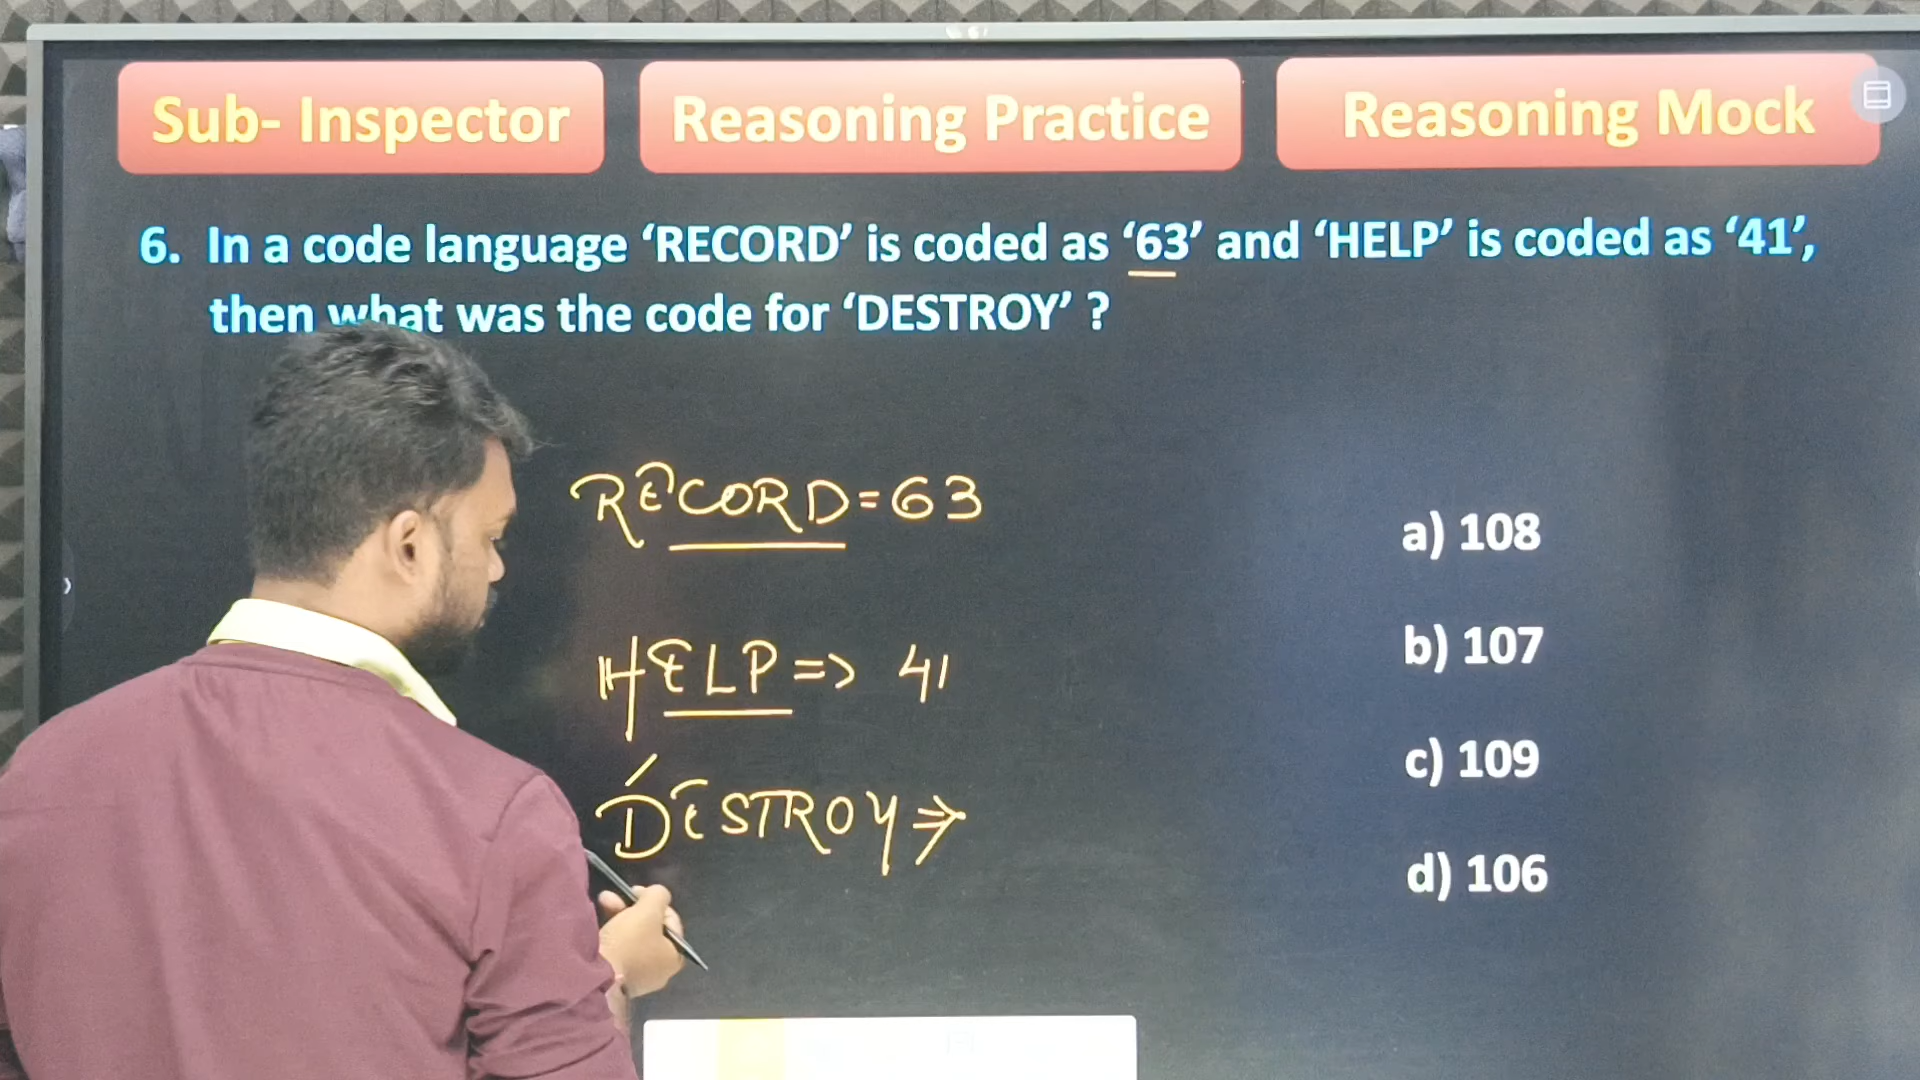 Sub- Inspector
Reasoning Practice
Reasoning Mock
6. In a code language ‘RECORD’ is coded as ‘63’ and ‘HELP’ is coded as ‘41’,
then what was the code for ‘DESTROY’ ?
RECORD=63
HELP => 41
DESTROY =>
a) 108
b) 107
c) 109
d) 106